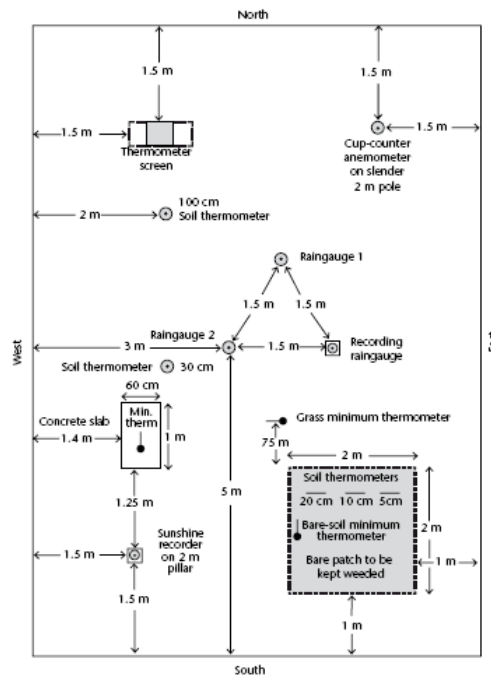 North
1.5 m
1.5 m
1.5 m
1.5 m
Thermometer
screen
Cup-counter
anemometer
on slender
2 m pole
100 cm
Soil thermometer
2 m
Raingauge 1
1.5 m
1.5 m
Raingauge 2
3 m
1.5 m
Recording
raingauge
West
East
Soil thermometer
30 cm
60 cm
Concrete slab
Min.
therm
1 m
1.4 m
Grass minimum thermometer
75 m
2 m
Soil thermometers
20 cm 10 cm 5cm
5 m
1.25 m
Bare-soil minimum
thermometer
2 m
Sunshine
recorder
on 2 m
pillar
1.5 m
Bare patch to be
kept weeded
1 m
1.5 m
1 m
South